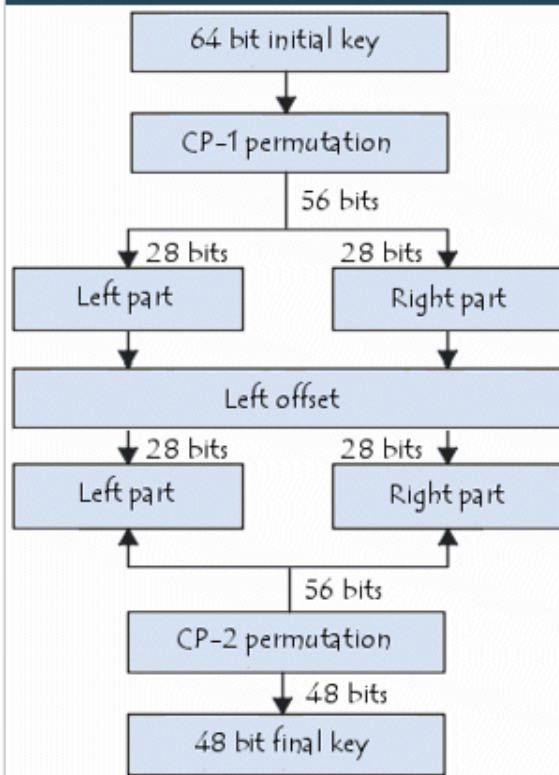 64 bit initial key
CP-1 permutation
56 bits
28 bits
28 bits
Left part
Right part
Left offset
28 bits
28 bits
Left part
Right part
56 bits
CP-2 permutation
48 bits
48 bit final key